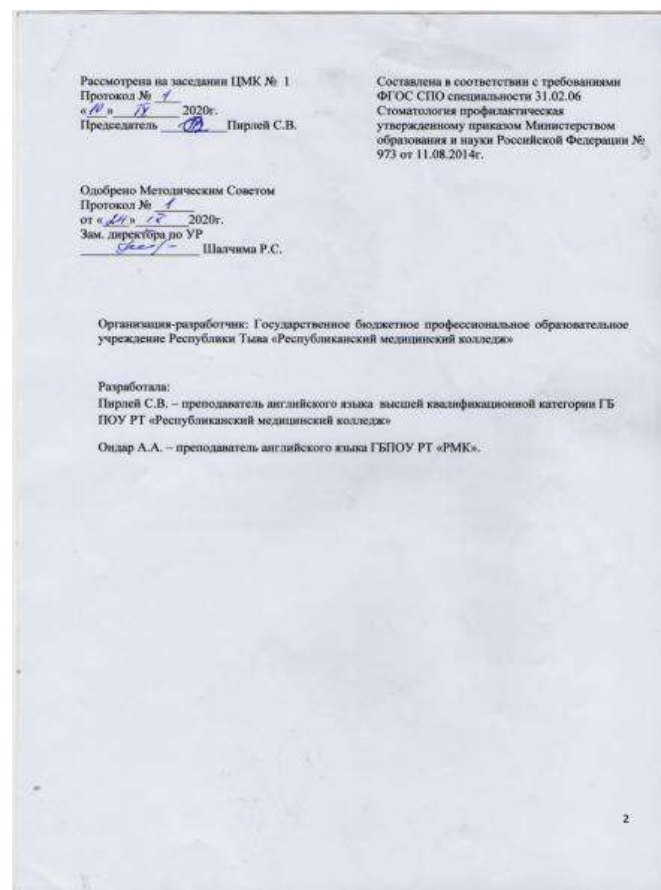 Рассмотрена на заседании ЦМК № 1
Протокол № 1
« 10 » IX 2020г.
Председатель Пирлей С.В.
Одобрено Методическим Советом
Протокол № 1
от « 24 » IX 2020г.
Зам. директора по УР
Шалчима Р.С.
Составлена в соответствии с требованиями
ФГОС СПО специальности 31.02.06
Стоматология профилактическая
утвержденному приказом Министерством
образования и науки Российской Федерации №
973 от 11.08.2014г.
Организация-разработчик: Государственное бюджетное профессиональное образовательное
учреждение Республики Тыва «Республиканский медицинский колледж»
Разработала:
Пирлей С.В. – преподаватель английского языка высшей квалификационной категории ГБ
ПОУ РТ «Республиканский медицинский колледж»
Ондар А.А. – преподаватель английского языка ГБПОУ РТ «РМК».
2